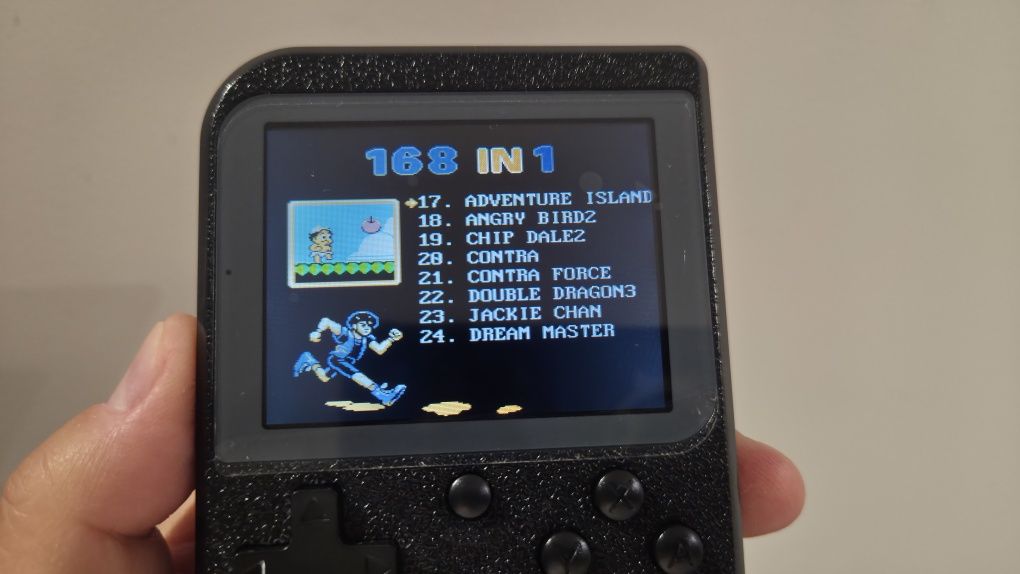 168 IN 1
17. ADVENTURE ISLAND
18. ANGRY BIRD2
19. CHIP DALE2
20. CONTRA
21. CONTRA FORCE
22. DOUBLE DRAGON3
23. JACKIE CHAN
24. DREAM MASTER
X
Y A